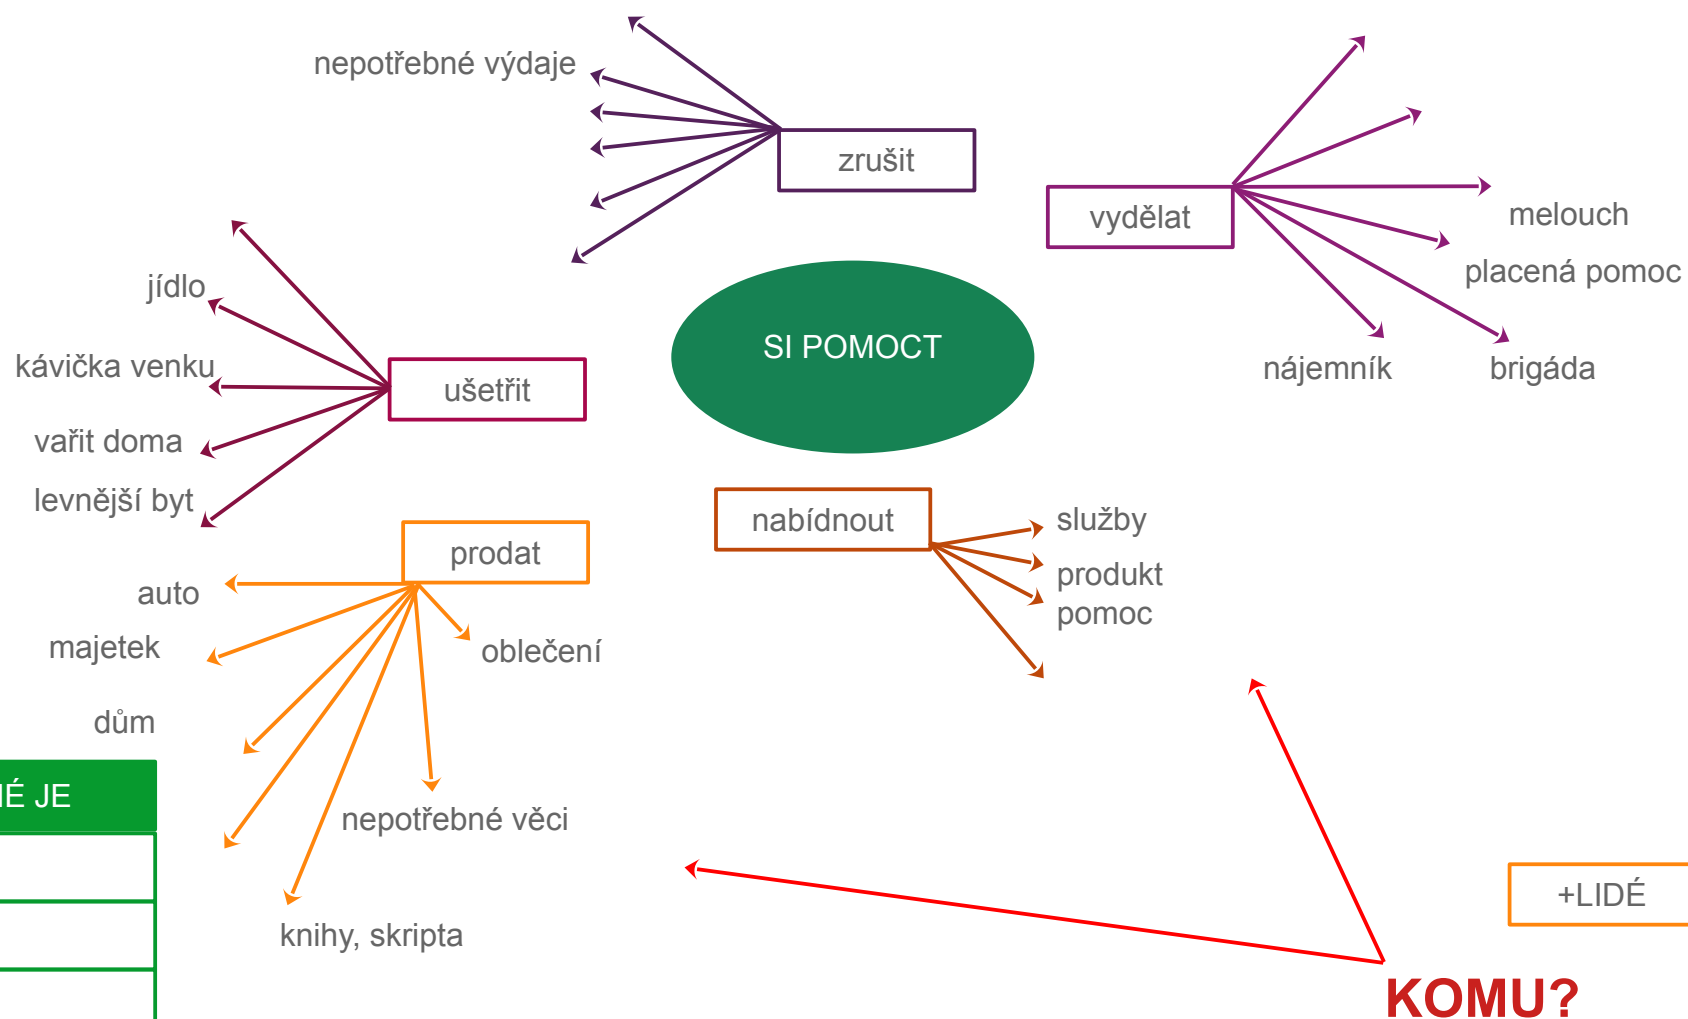 nepotřebné výdaje
zrušit
vydělat
melouch
placená pomoc
nájemník
brigáda
SI POMOCT
jídlo
kávička venku
ušetřit
vařit doma
levnější byt
prodat
auto
majetek
dům
oblečení
nepotřebné věci
knihy, skripta
nabídnout
služby
produkt
pomoc
É JE
+LIDÉ
KOMU?